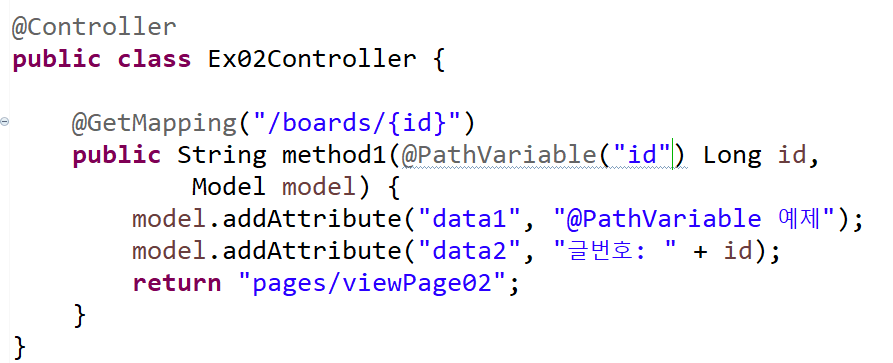 @Controller
public class Ex02Controller {
@GetMapping("/boards/{id}")
public String method1(@PathVariable("id") Long id,
Model model) {
model.addAttribute("data1", "@PathVariable 예제");
model.addAttribute("data2", "글번호: " + id);
return "pages/viewPage02";
}
}